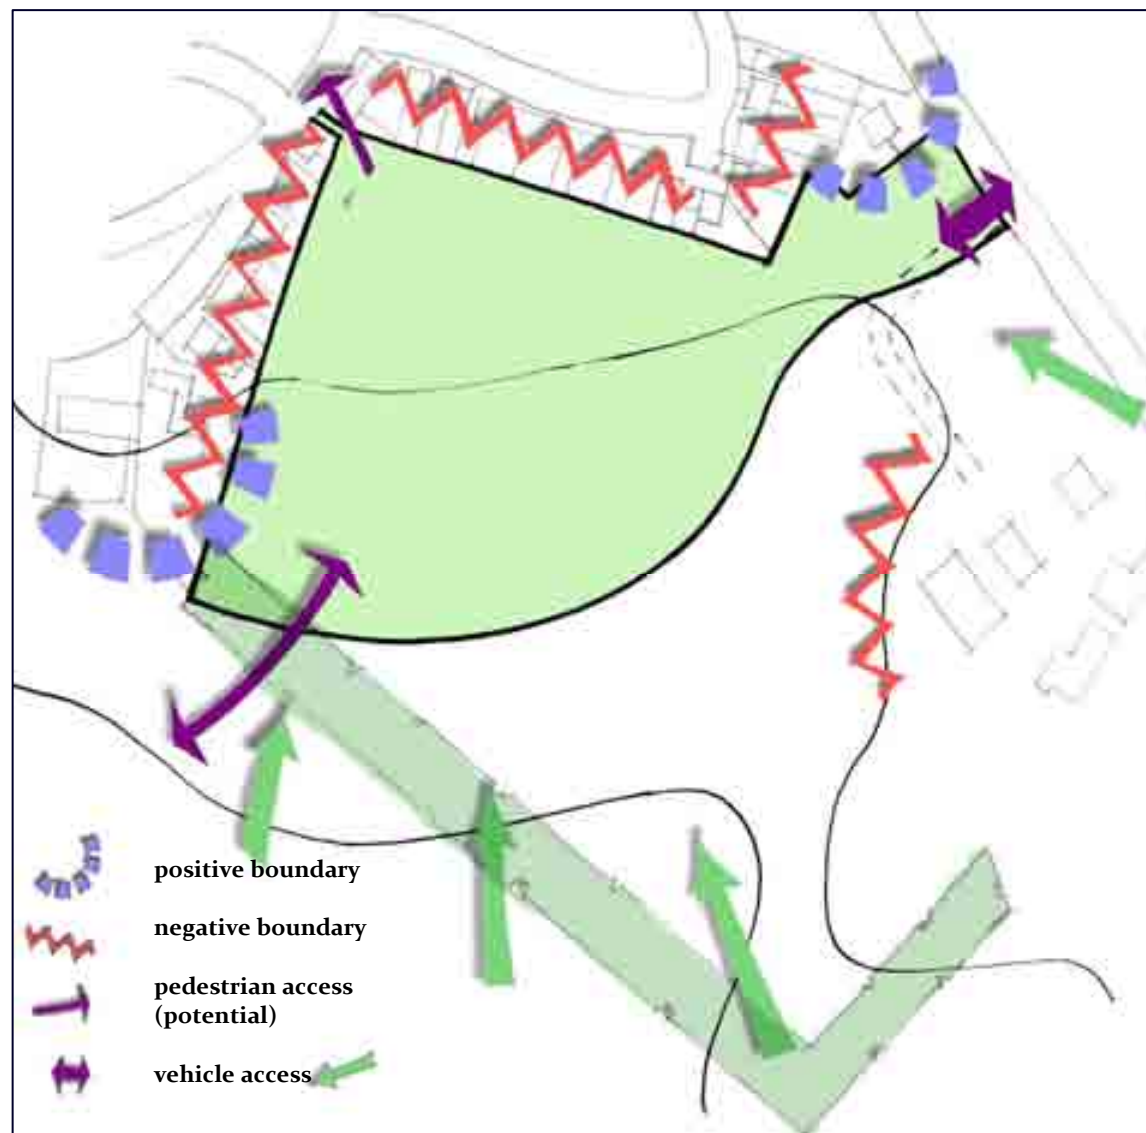 positive boundary
negative boundary
pedestrian access
(potential)
vehicle access